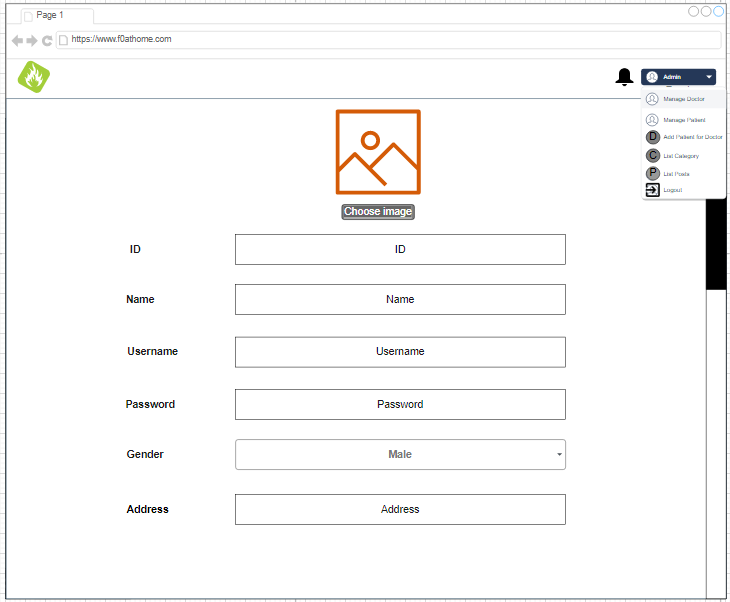 Page 1
https://www.f0athome.com
Admin
Manage Doctor
Manage Patient
D Add Patient for Doctor
C List Category
P List Posts
Logout
Choose image
ID ID
Name Name
Username Username
Password Password
Gender Male
Address Address